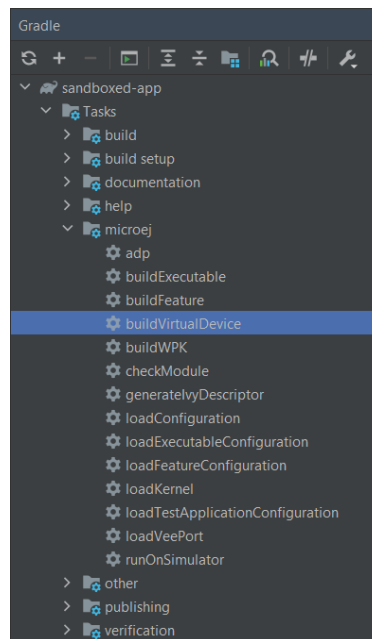 Gradle
sandboxed-app
Tasks
build
build setup
documentation
help
microej
adp
buildExecutable
buildFeature
buildVirtualDevice
buildWPK
checkModule
generateIvyDescriptor
loadConfiguration
loadExecutableConfiguration
loadFeatureConfiguration
loadKernel
loadTestApplicationConfiguration
loadVeePort
runOnSimulator
other
publishing
verification